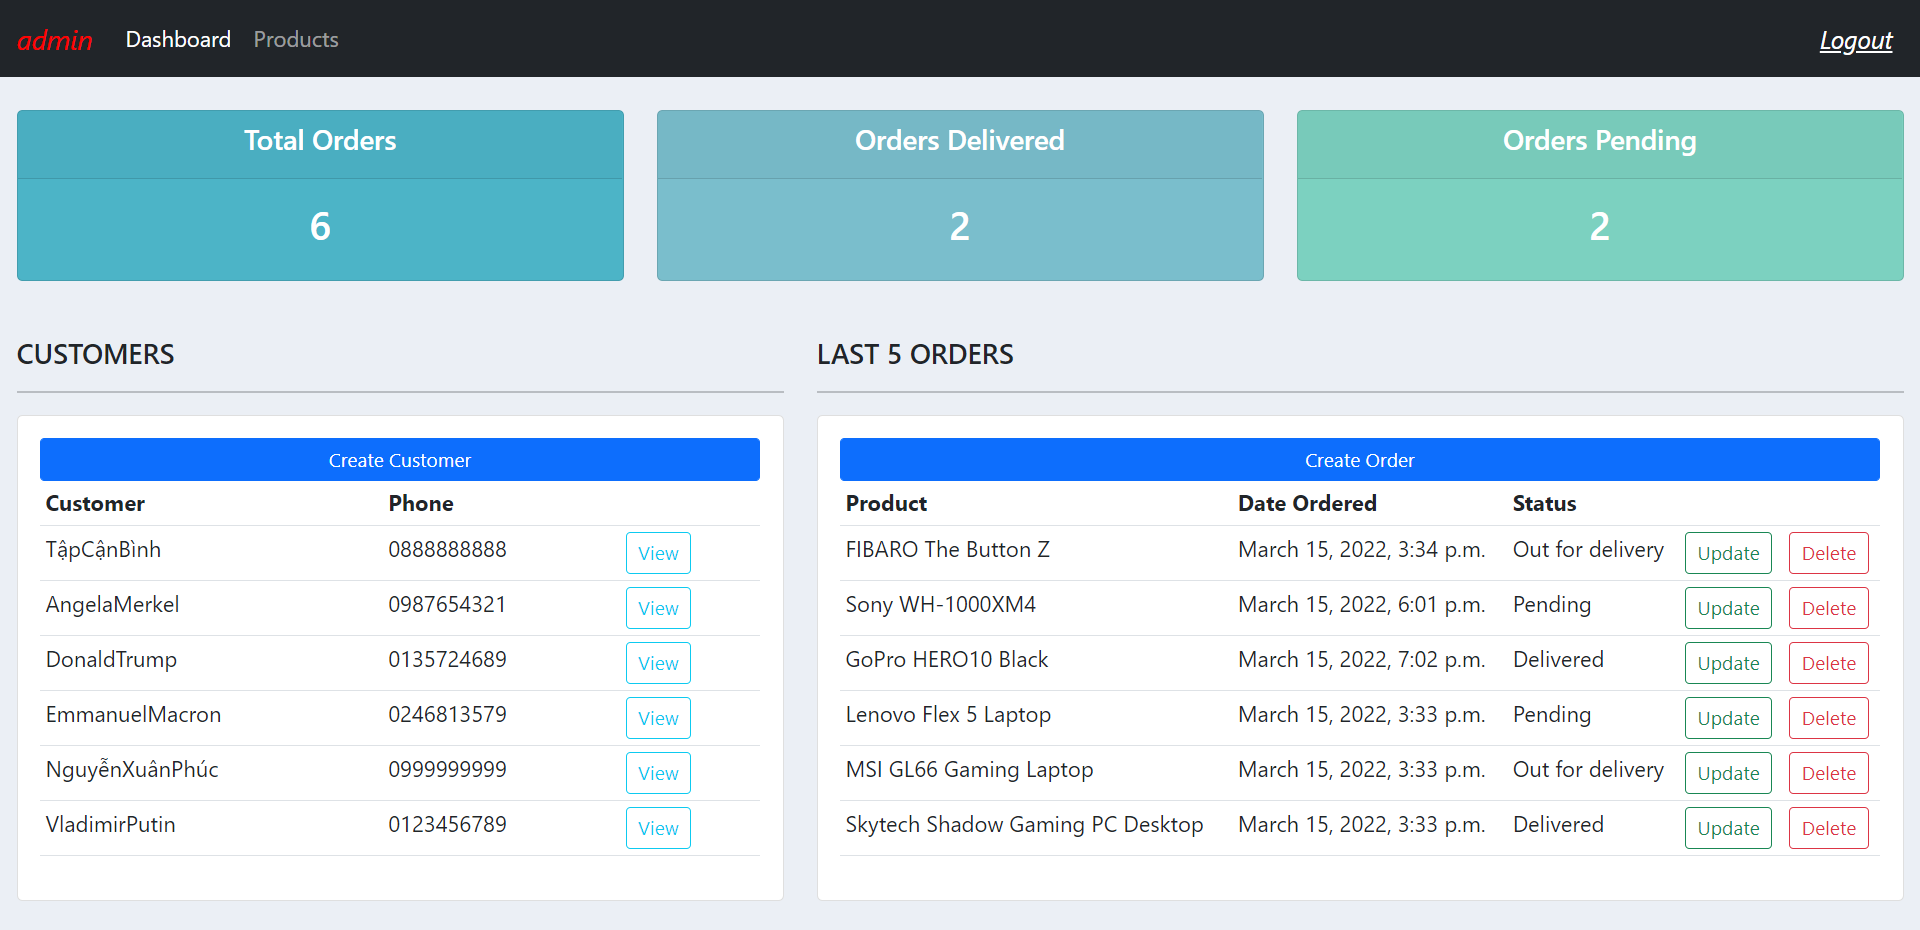 admin Dashboard Products Logout
Total Orders Orders Delivered Orders Pending
6 2 2
CUSTOMERS
Create Customer
Customer Phone
TậpCậnBình 0888888888 View
AngelaMerkel 0987654321 View
DonaldTrump 0135724689 View
EmmanuelMacron 0246813579 View
NguyễnXuânPhúc 0999999999 View
VladimirPutin 0123456789 View
LAST 5 ORDERS
Create Order
Product Date Ordered Status
FIBARO The Button Z March 15, 2022, 3:34 p.m. Out for delivery Update Delete
Sony WH-1000XM4 March 15, 2022, 6:01 p.m. Pending Update Delete
GoPro HERO10 Black March 15, 2022, 7:02 p.m. Delivered Update Delete
Lenovo Flex 5 Laptop March 15, 2022, 3:33 p.m. Pending Update Delete
MSI GL66 Gaming Laptop March 15, 2022, 3:33 p.m. Out for delivery Update Delete
Skytech Shadow Gaming PC Desktop March 15, 2022, 3:33 p.m. Delivered Update Delete